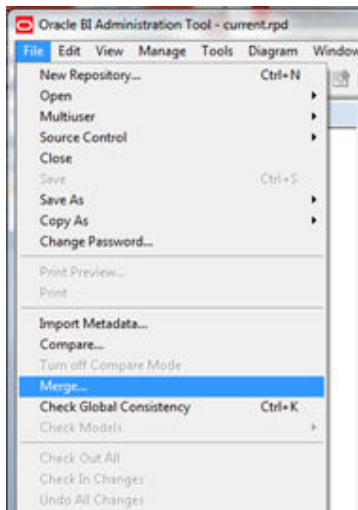 Oracle BI Administration Tool - current.rpd
File Edit View Manage Tools Diagram Window
New Repository... Ctrl+N
Open
Multiuser
Source Control
Close
Save Ctrl+S
Save As
Copy As
Change Password...
Print Preview...
Print
Import Metadata...
Compare...
Turn off Compare Mode
Merge...
Check Global Consistency Ctrl+K
Check Models
Check Out All
Check In Changes
Undo All Changes